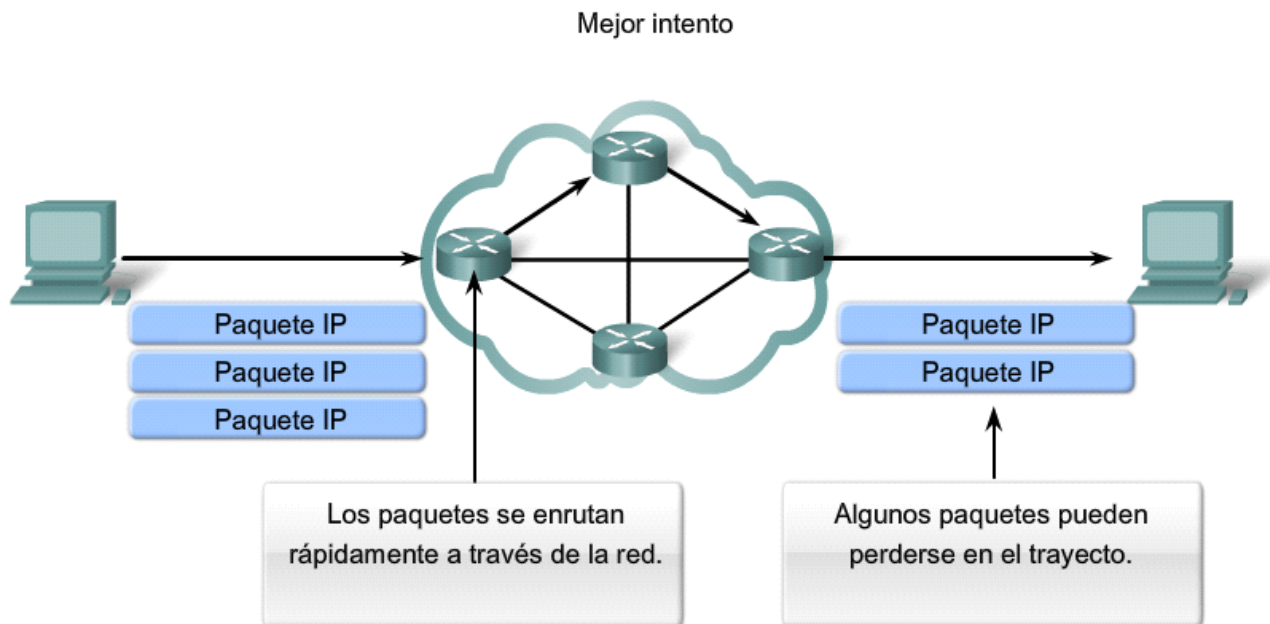 Mejor intento
Paquete IP
Paquete IP
Paquete IP
Paquete IP
Paquete IP
Los paquetes se enrutan
rápidamente a través de la red.
Algunos paquetes pueden
perderse en el trayecto.